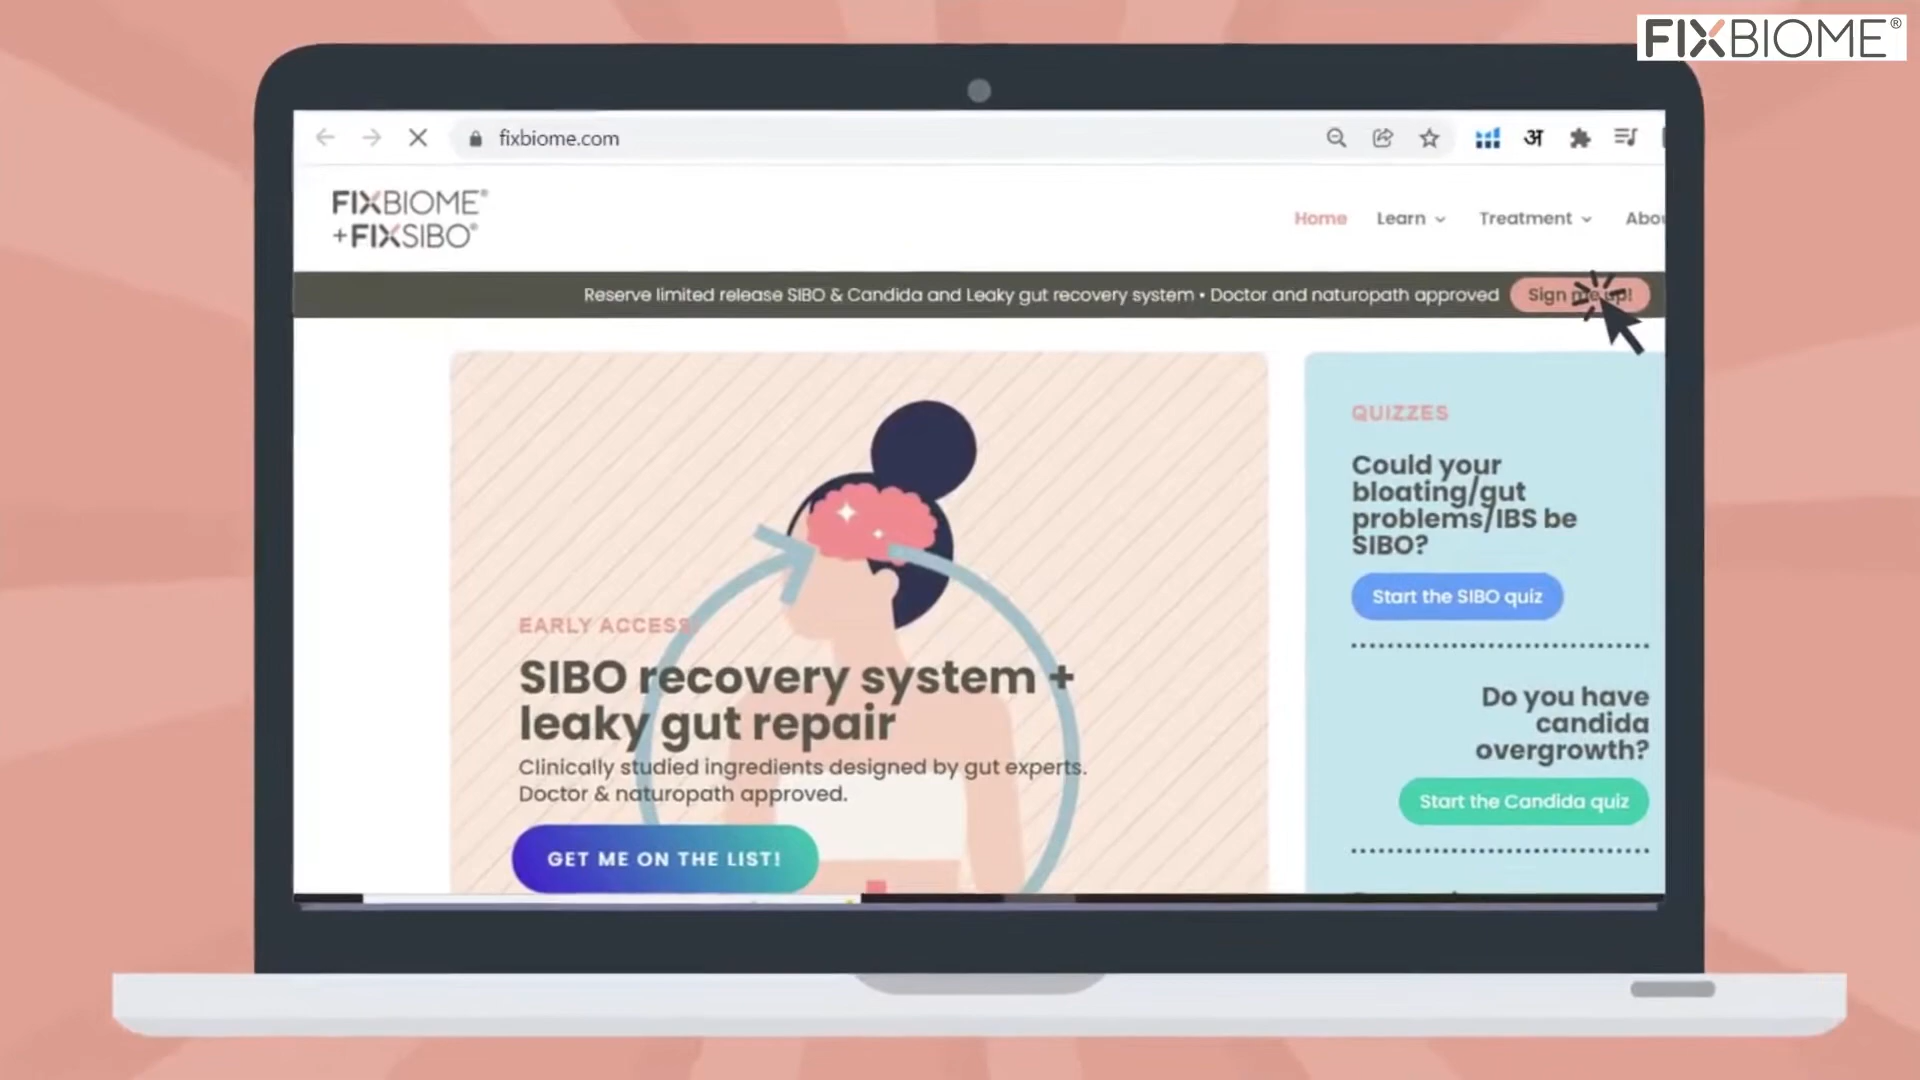 FIXBIOME®
fixbiome.com
अ
FIXBIOME®
+FIXSIBO®
Home Learn Treatment
Reserve limited release SIBO & Candida and Leaky gut recovery system • Doctor and naturopath approved Sign me up!
EARLY ACCESS
SIBO recovery system +
leaky gut repair
Clinically studied ingredients designed by gut experts.
Doctor & naturopath approved.
GET ME ON THE LIST!
QUIZZES
Could your
bloating/gut
problems/IBS be
SIBO?
Start the SIBO quiz
Do you have
candida
overgrowth?
Start the Candida quiz